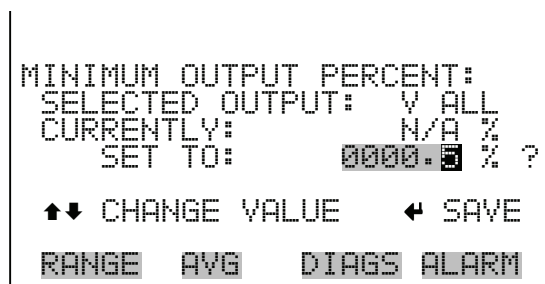 MINIMUM OUTPUT PERCENT:
SELECTED OUTPUT: V ALL
CURRENTLY: N/A %
SET TO: 0000.5 % ?
CHANGE VALUE SAVE
RANGE AVG DIAGS ALARM